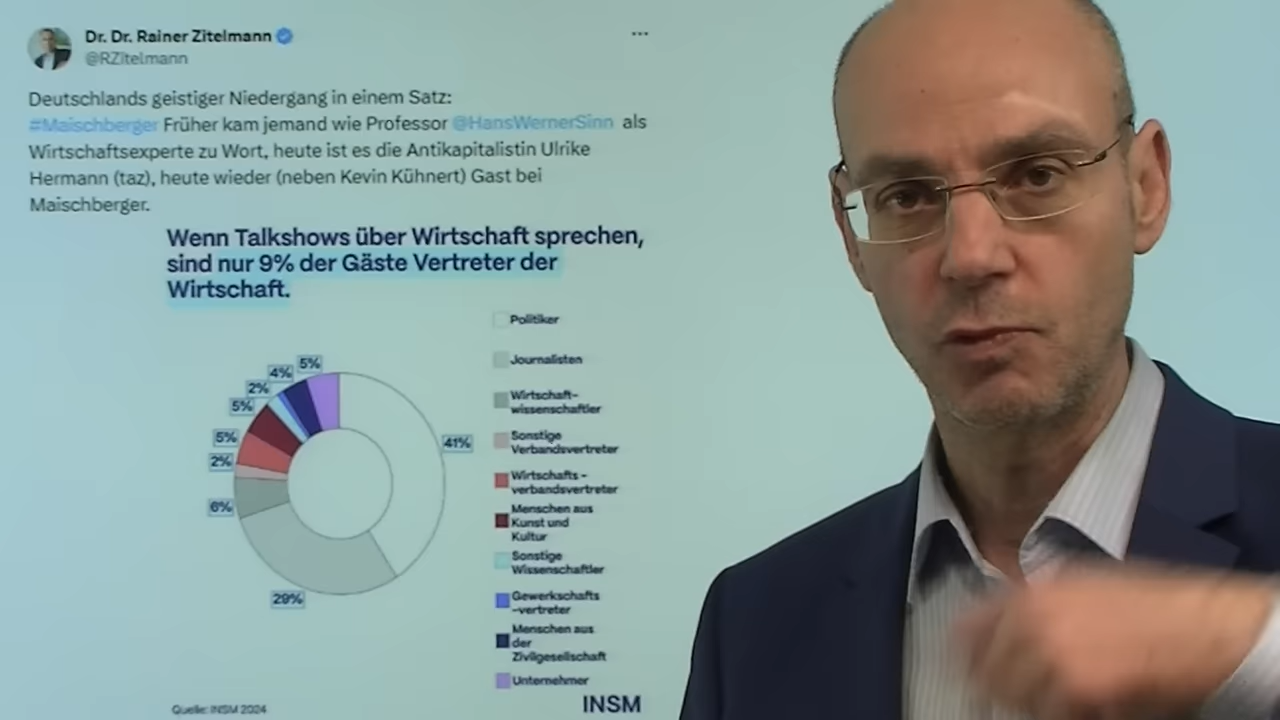 Dr. Dr. Rainer Zitelmann
@RZitelmann
Deutschlands geistiger Niedergang in einem Satz:
#Maischberger Früher kam jemand wie Professor @HansWernerSinn als
Wirtschaftsexperte zu Wort, heute ist es die Antikapitalistin Ulrike
Hermann (taz), heute wieder (neben Kevin Kühnert) Gast bei
Maischberger.
Wenn Talkshows über Wirtschaft sprechen,
sind nur 9% der Gäste Vertreter der
Wirtschaft.
5%
4%
2%
5%
5%
2%
6%
29%
41%
Politiker
Journalisten
Wirtschaft-
wissenschaftler
Sonstige
Verbandsvertreter
Wirtschafts-
verbandsvertreter
Menschen aus
Kunst und
Kultur
Sonstige
Wissenschaftler
Gewerkschafts
-vertreter
Menschen aus
der
Zivilgesellschaft
Unternehmer
Quelle: INSM 2024
INSM